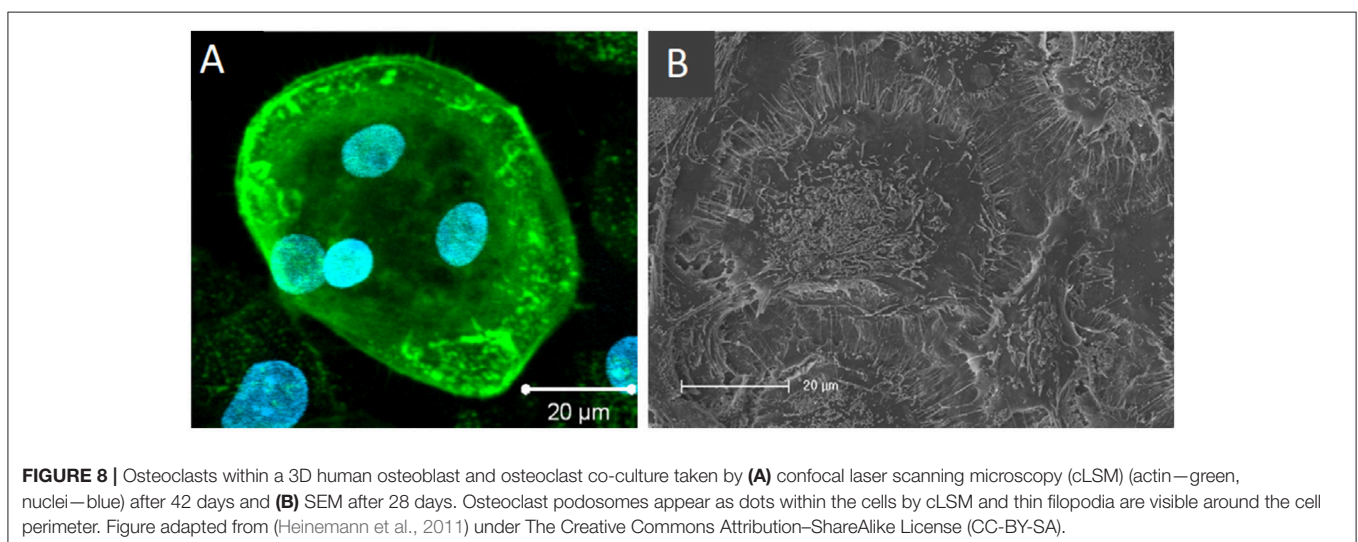 A
B
20 µm
20 µm
FIGURE 8 | Osteoclasts within a 3D human osteoblast and osteoclast co-culture taken by (A) confocal laser scanning microscopy (cLSM) (actin—green,
nuclei—blue) after 42 days and (B) SEM after 28 days. Osteoclast podosomes appear as dots within the cells by cLSM and thin filopodia are visible around the cell
perimeter. Figure adapted from (Heinemann et al., 2011) under The Creative Commons Attribution–ShareAlike License (CC-BY-SA).